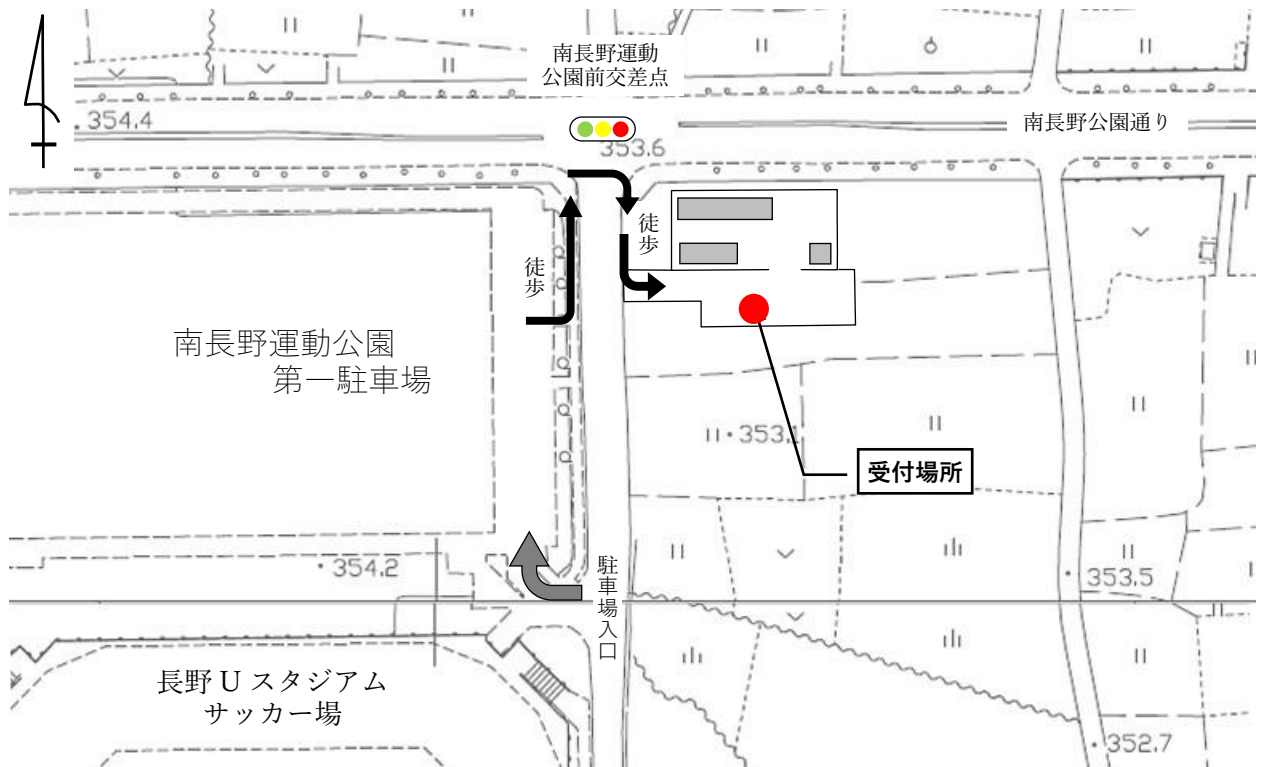 南長野運動
公園前交差点
354.4
353.6
南長野公園通り
徒歩
徒歩
南長野運動公園
第一駐車場
353.1
受付場所
駐車場入口
354.2
353.5
長野 U スタジアム
サッカー場
352.7